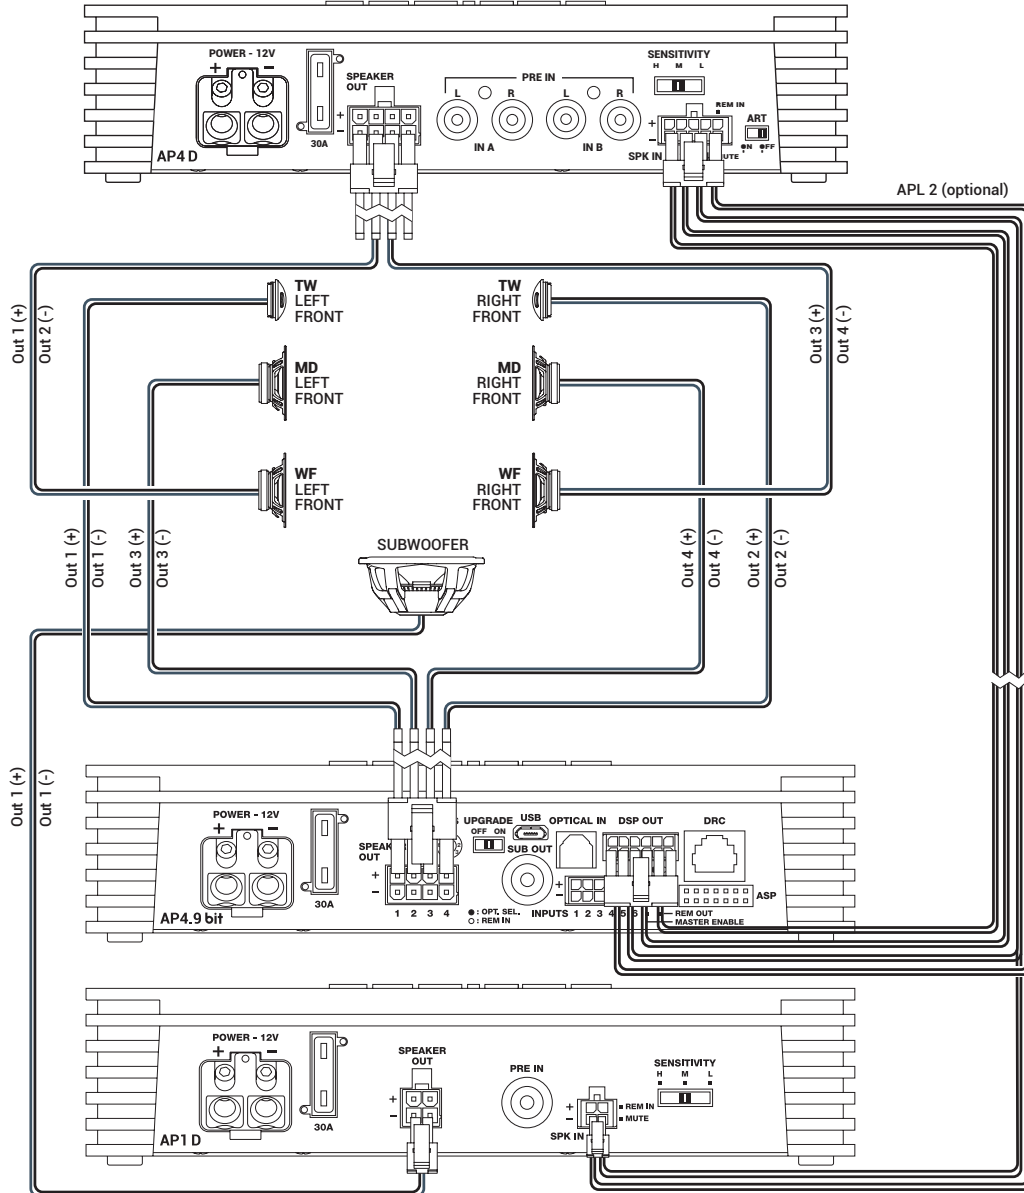 POWER - 12V
+ −
30A
SPEAKER
OUT
+
−
PRE IN
L R L R
IN A IN B
SENSITIVITY
H M L
REM IN
+
−
SPK IN
UTE
ART
ON OFF
AP4 D
APL 2 (optional)
Out 1 (+)
Out 2 (-)
TW
LEFT
FRONT
TW
RIGHT
FRONT
Out 3 (+)
Out 4 (-)
MD
LEFT
FRONT
MD
RIGHT
FRONT
WF
LEFT
FRONT
WF
RIGHT
FRONT
Out 1 (+)
Out 1 (-)
Out 3 (+)
Out 3 (-)
SUBWOOFER
Out 4 (+)
Out 4 (-)
Out 2 (+)
Out 2 (-)
Out 1 (+)
Out 1 (-)
POWER - 12V
+ −
30A
SPEAK
OUT
+
−
1 2 3 4
S UPGRADE
OFF ON
USB
OPTICAL IN
DSP OUT
DRC
SUB OUT
+
−
ASP
: OPT. SEL.
: REM IN
INPUTS 1 2 3 4 5 6
REM OUT
MASTER ENABLE
AP4.9 bit
POWER - 12V
+ −
30A
SPEAKER
OUT
+
−
PRE IN
SENSITIVITY
H M L
+
−
REM IN
MUTE
SPK IN
AP1 D